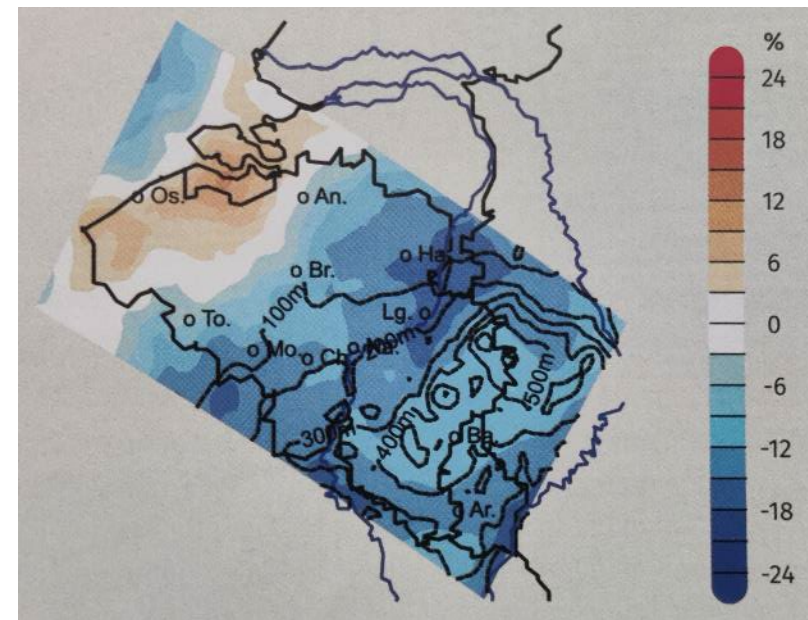 %
24
18
12
6
0
-6
-12
-18
-24
o Os.
o An.
o Ha.
o Br.
100m
o To.
Lg. o
o Mo.
o Ch.
500m
-300m
400m
o Ba.
o Ar.